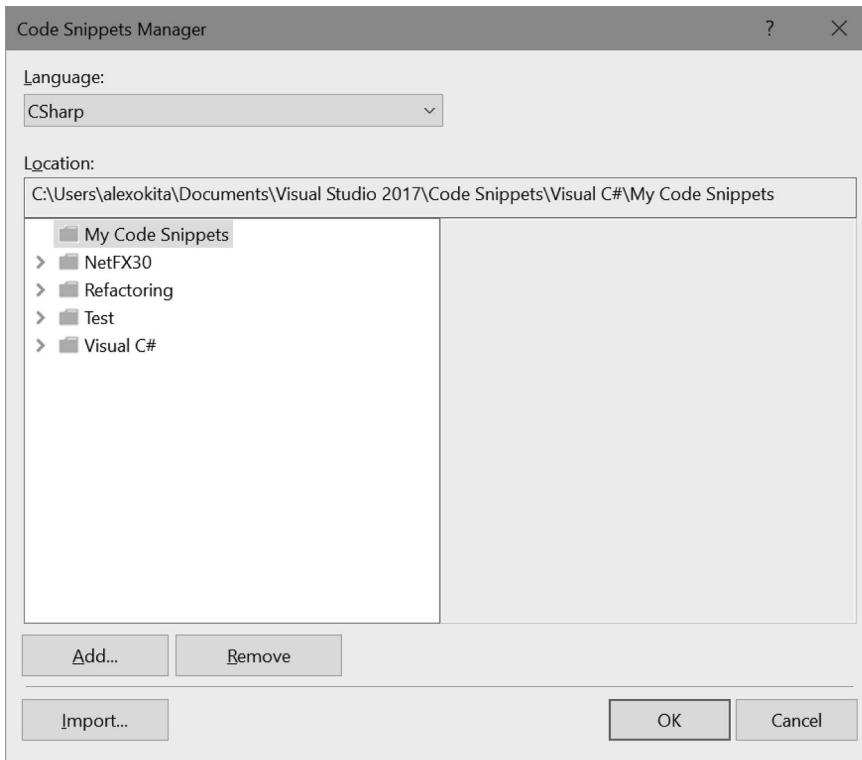 Code Snippets Manager ?
Language:
CSharp
Location:
C:\Users\alexokita\Documents\Visual Studio 2017\Code Snippets\Visual C#\My Code Snippets
My Code Snippets
NetFX30
Refactoring
Test
Visual C#
Add... Remove
Import... OK Cancel